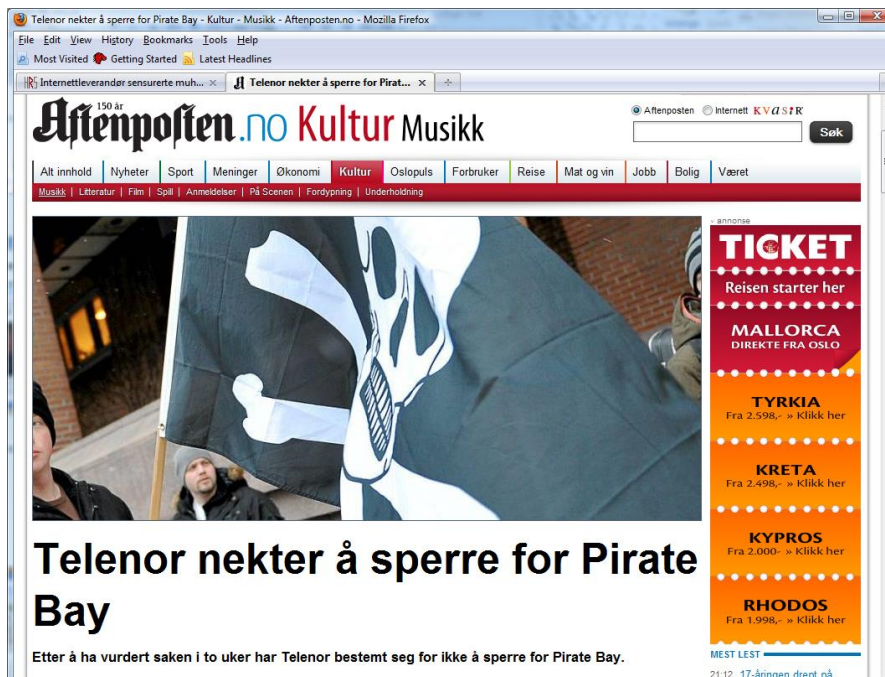 Telenor nekter å sperre for Pirate Bay - Kultur - Musikk - Aftenposten.no - Mozilla Firefox
File Edit View History Bookmarks Tools Help
Most Visited Getting Started Latest Headlines
Internettleverandør sensurerte muh...
Telenor nekter å sperre for Pirat...
150 år
Aftenposten.no Kultur Musikk
Aftenposten Internett KVASIR
Søk
Alt innhold Nyheter Sport Meninger Økonomi Kultur Oslopuls Forbruker Reise Mat og vin Jobb Bolig Været
Musikk | Litteratur | Film | Spill | Anmeldelser | På Scenen | Fordypning | Underholdning
annonse
TICKET
Reisen starter her
MALLORCA
DIREKTE FRA OSLO
TYRKIA
Fra 2.598,- » Klikk her
KRETA
Fra 2.498,- » Klikk her
KYPROS
Fra 2.000- » Klikk her
RHODOS
Fra 1.998,- » Klikk her
Telenor nekter å sperre for Pirate
Bay
Etter å ha vurdert saken i to uker har Telenor bestemt seg for ikke å sperre for Pirate Bay.
MEST LEST
21:12 17-åringen drept på